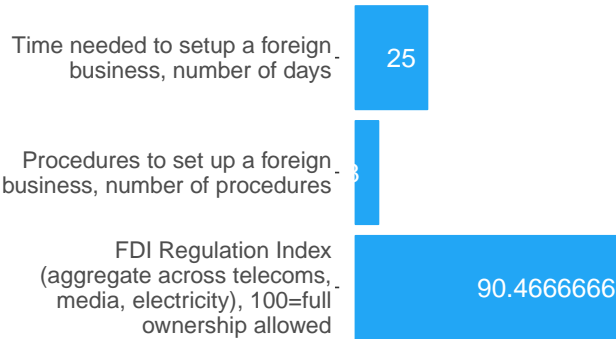 Time needed to setup a foreign
business, number of days
25
Procedures to set up a foreign
business, number of procedures
FDI Regulation Index
(aggregate across telecoms,
media, electricity), 100=full
ownership allowed
90.4666666